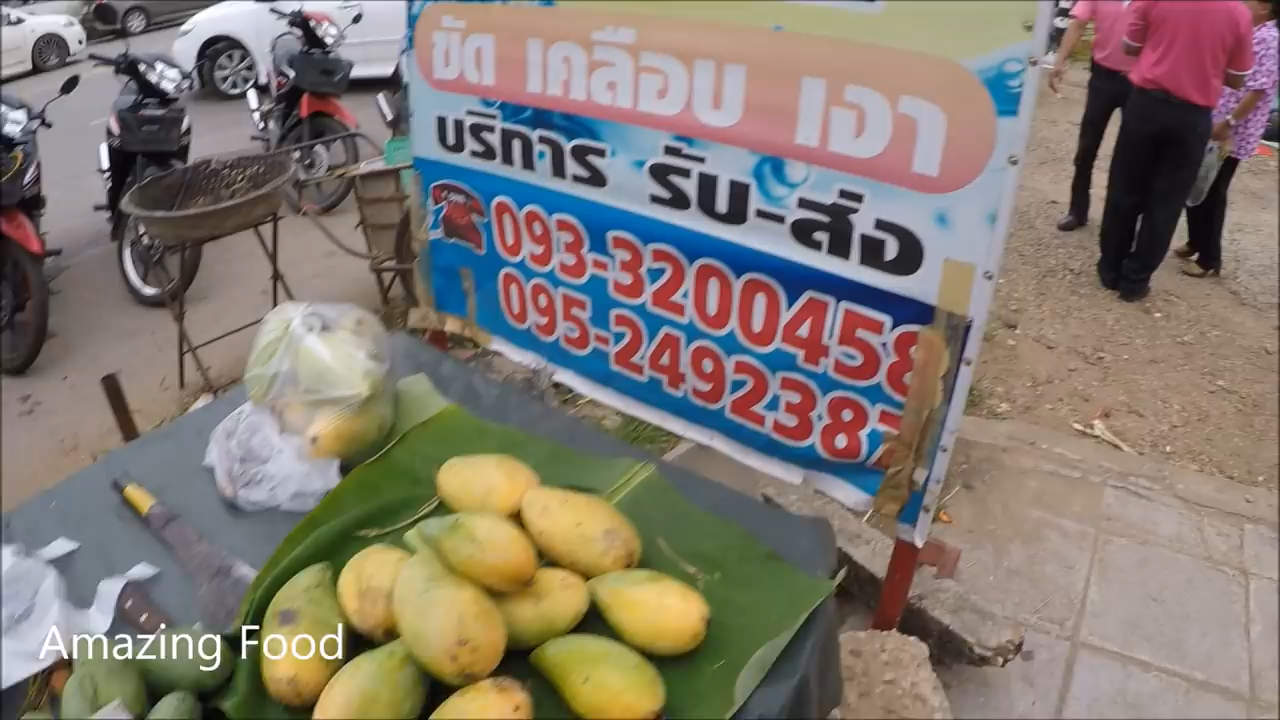 ขัด เคลือบ เงา
บริการ รับ-ส่ง
093-3200458
095-2492387
Amazing Food